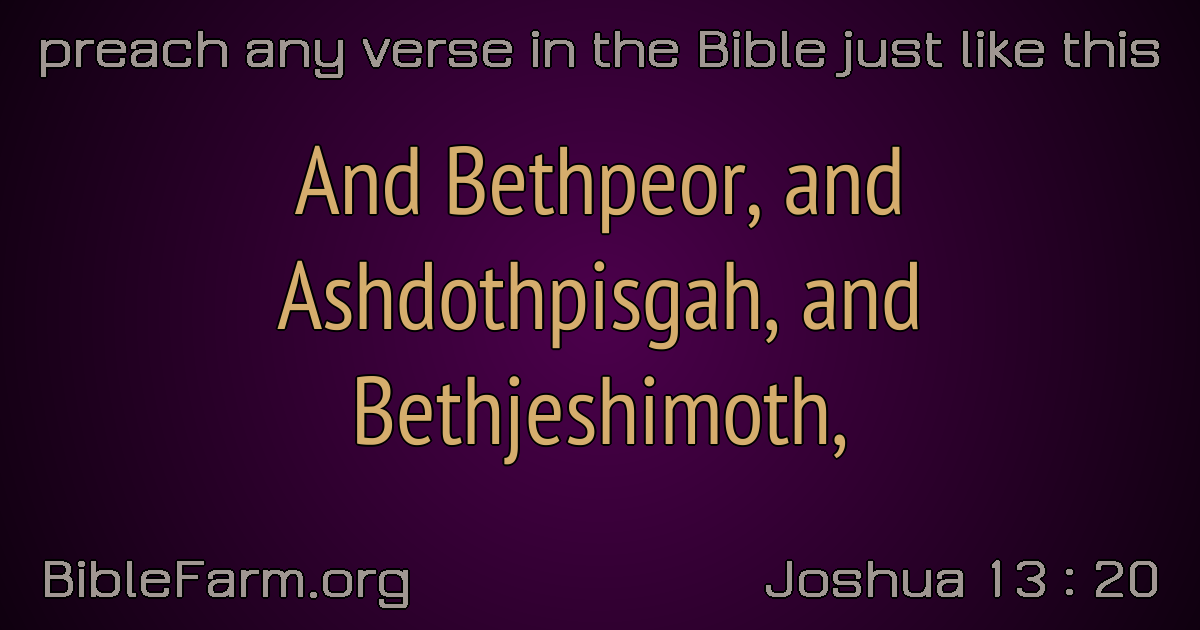 preach any verse in the Bible just like this
And Bethpeor, and
Ashdothpisgah, and
Bethjeshimoth,
BibleFarm.org
Joshua 13 : 20